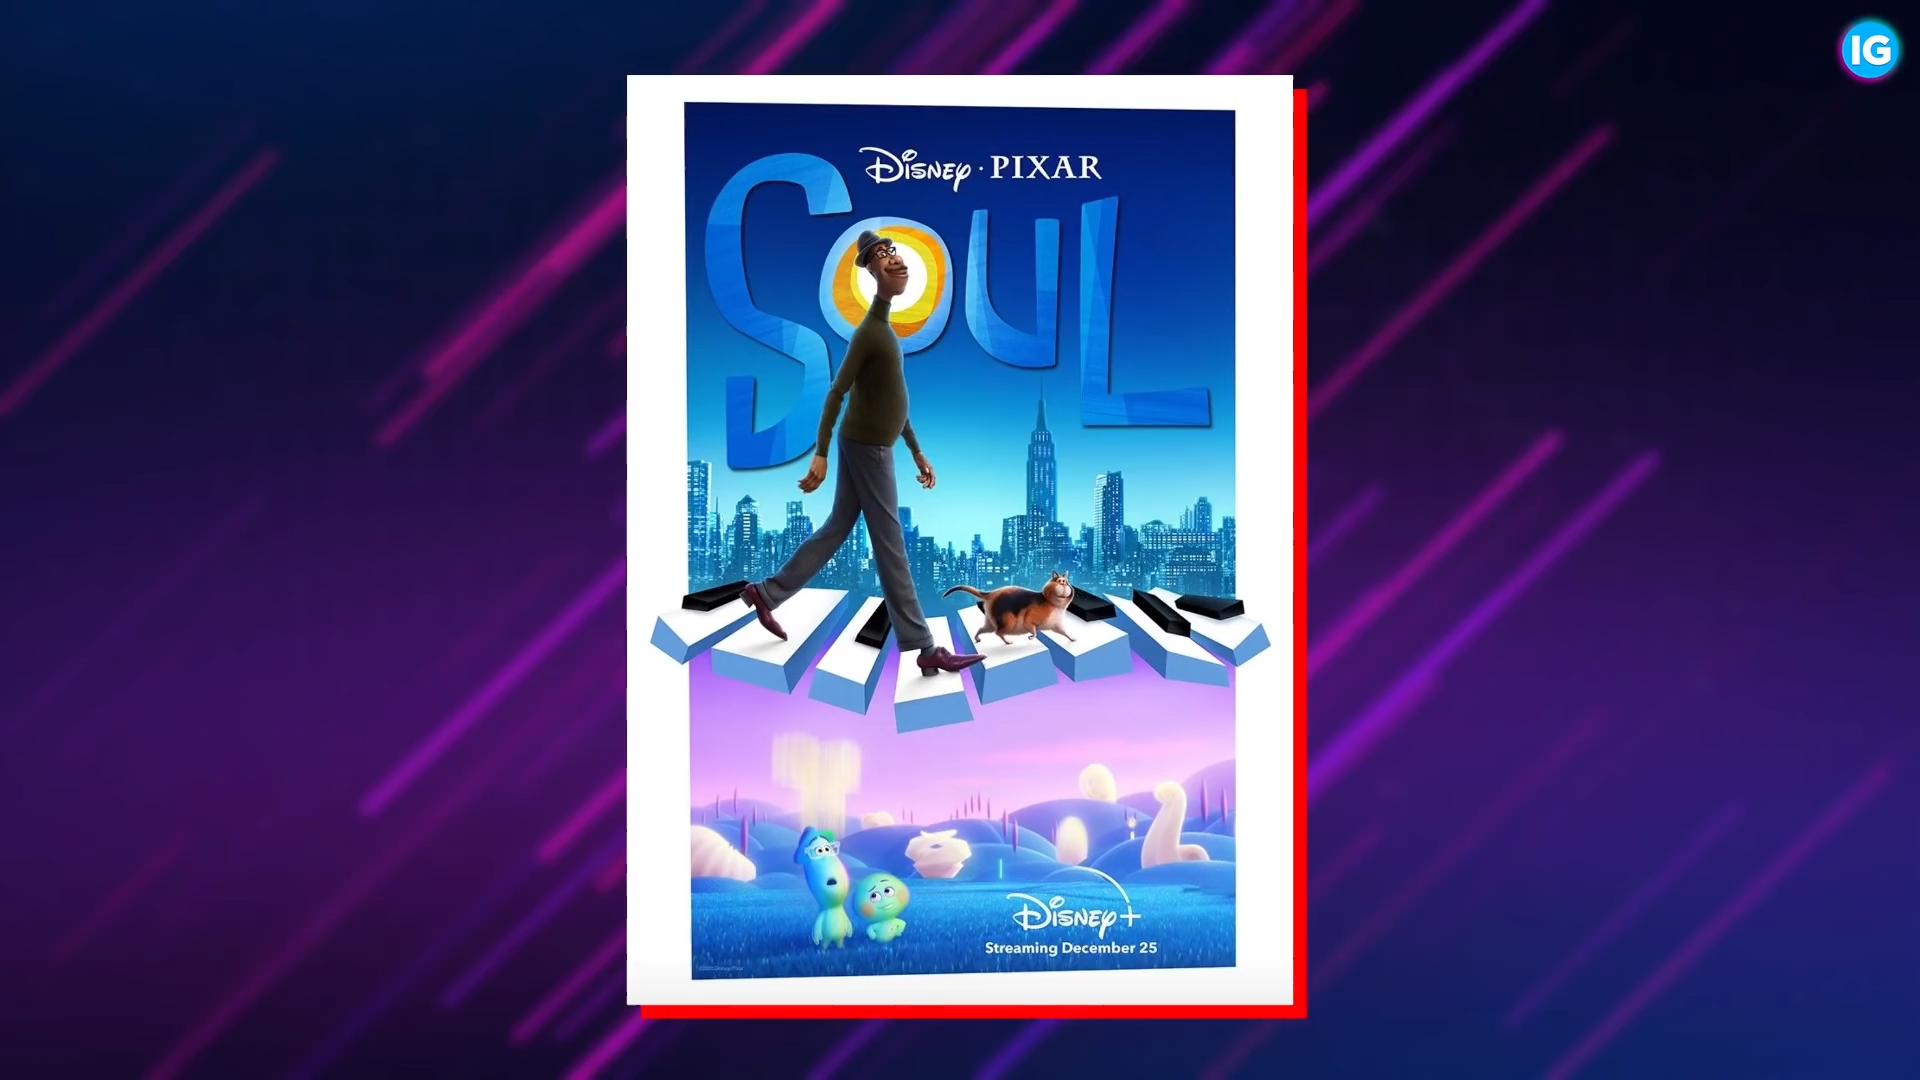 IG
Disney · PIXAR
SOUL
Disney+
Streaming December 25